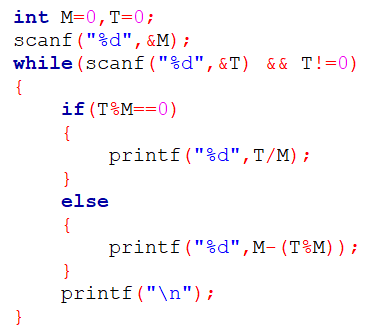 int M=0,T=0;
scanf("%d",&M);
while(scanf("%d",&T) && T!=0)
{
    if(T%M==0)
    {
        printf("%d",T/M);
    }
    else
    {
        printf("%d",M-(T%M));
    }
    printf("\n");
}